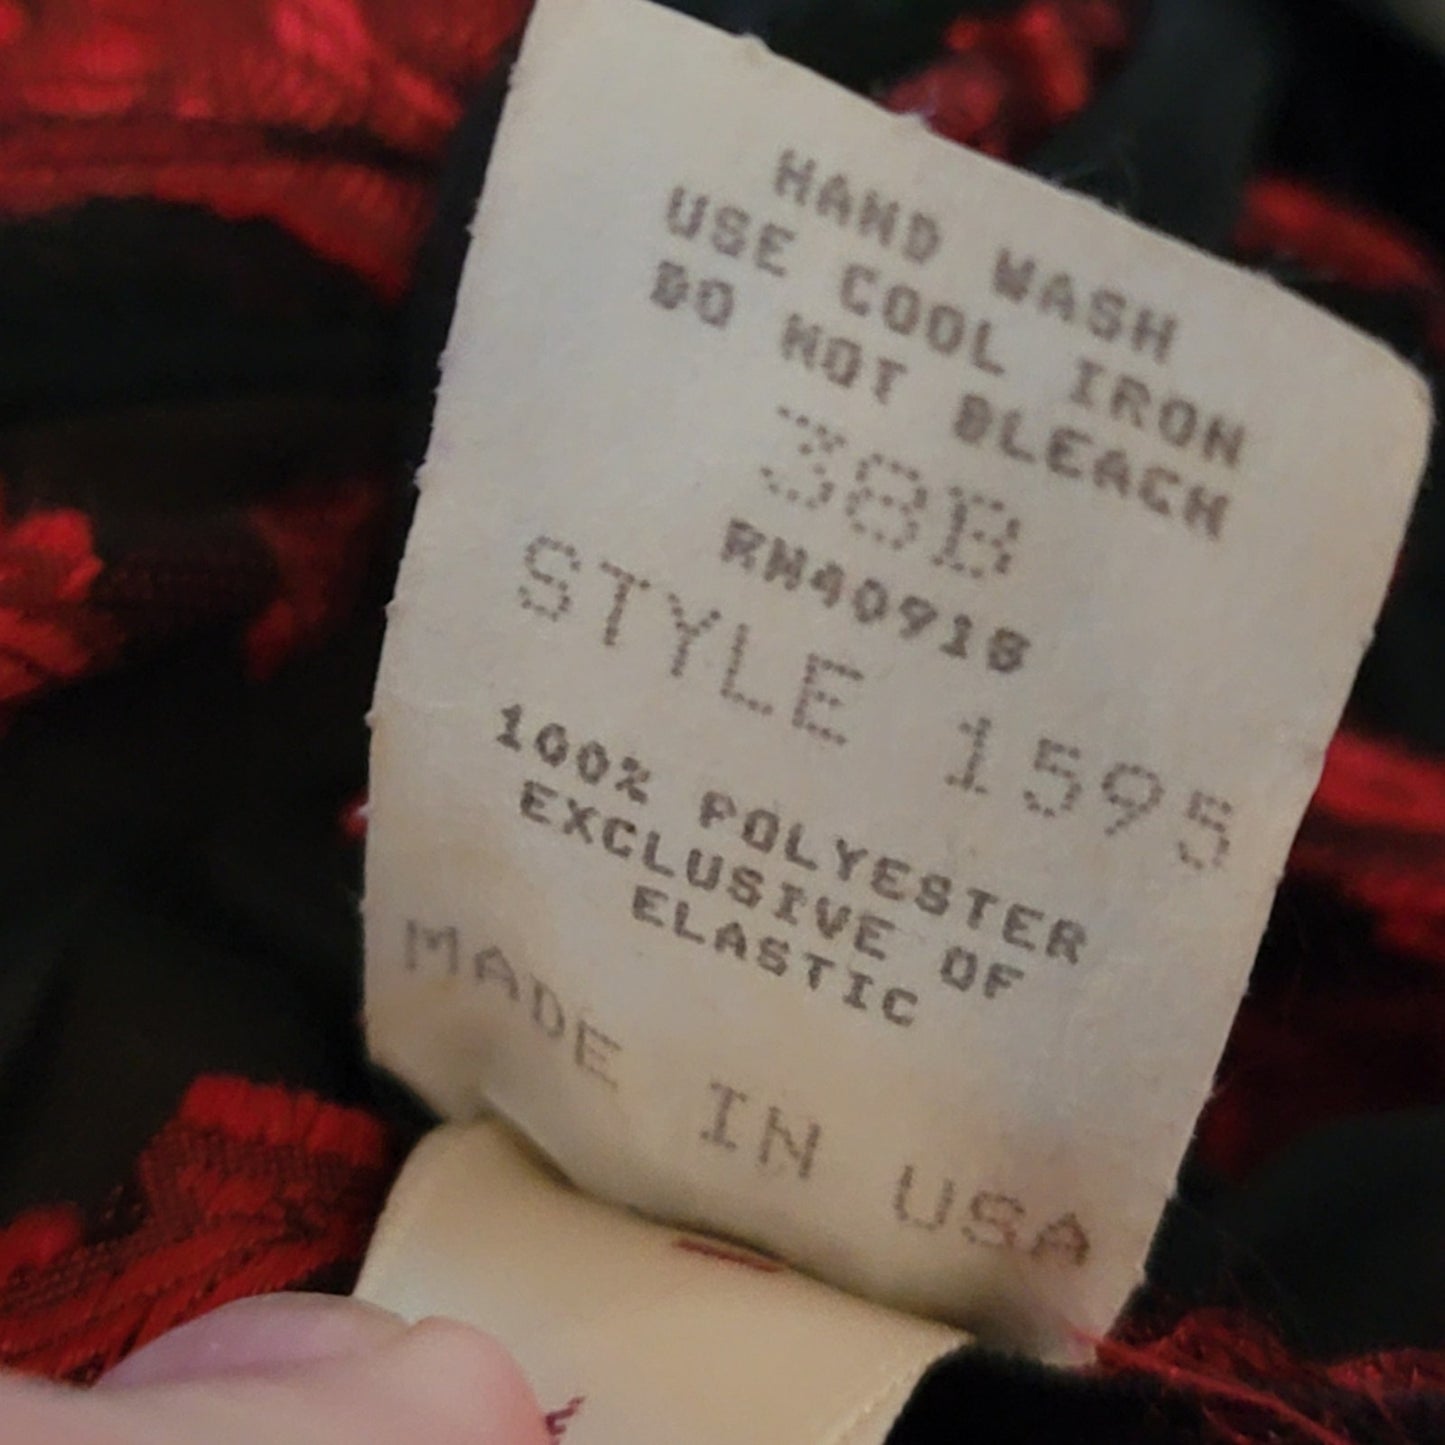 HAND WASH
USE COOL IRON
DO NOT BLEACH
38B
RN40918
STYLE 1595
100% POLYESTER
EXCLUSIVE OF
ELASTIC
MADE IN USA